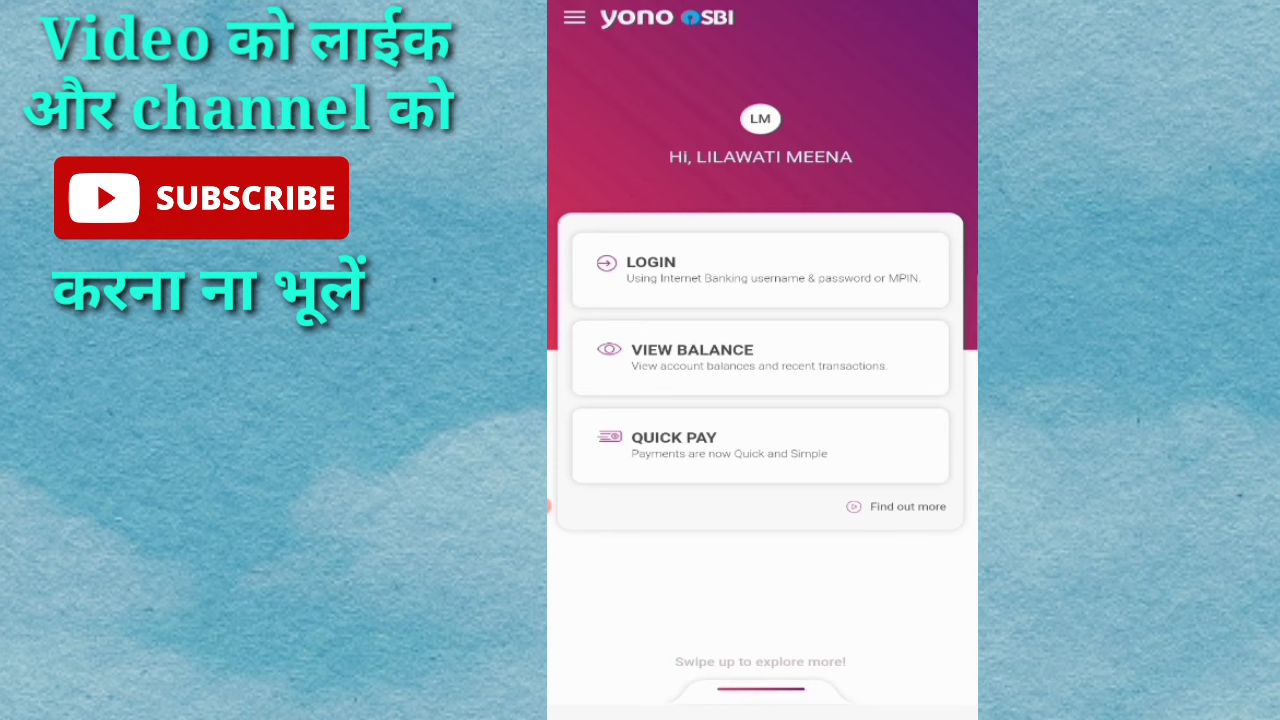 Video को लाईक
और channel को
SUBSCRIBE
करना ना भूलें
yono SBI
LM
Hi, LILAWATI MEENA
LOGIN
Using Internet Banking username & password or MPIN.
VIEW BALANCE
View account balances and recent transactions.
QUICK PAY
Payments are now Quick and Simple
Find out more
Swipe up to explore more!